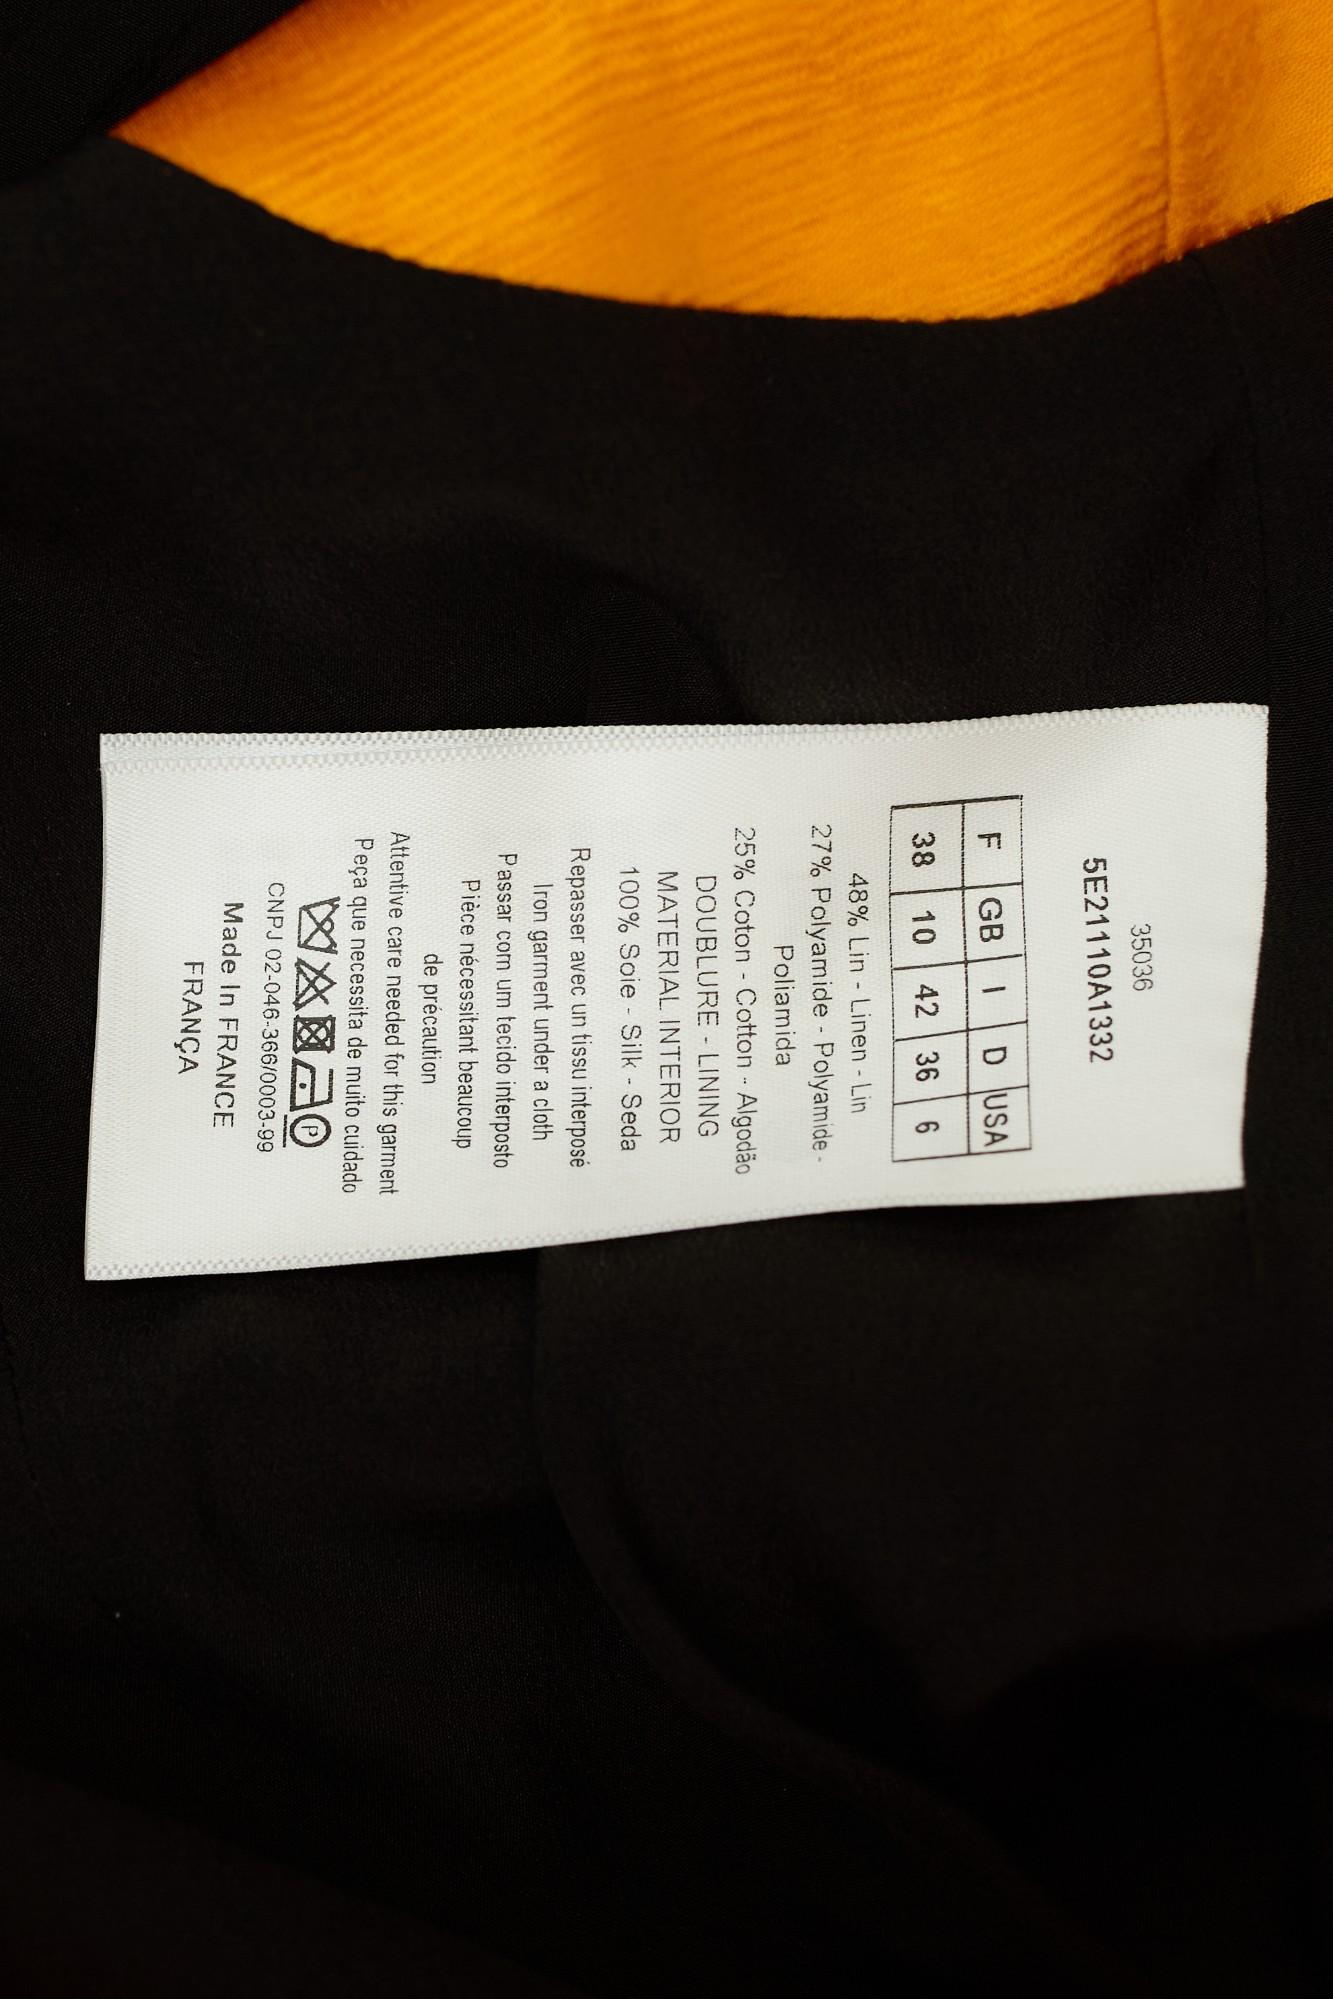 35036
5E21110A1332
F GB I D USA
38 10 42 36 6
48% Lin - Linen - Lin
27% Polyamide - Polyamide -
Poliamida
25% Coton - Cotton - Algodão
DOUBLURE - LINING
MATERIAL INTERIOR
100% Soie - Silk - Seda
Repasser avec un tissu interposé
Iron garment under a cloth
Passar com um tecido interposto
Pièce nécessitant beaucoup
de précaution
Attentive care needed for this garment
Peça que necessita de muito cuidado
P
CNPJ 02-046-366/0003-99
Made In FRANCE
FRANÇA